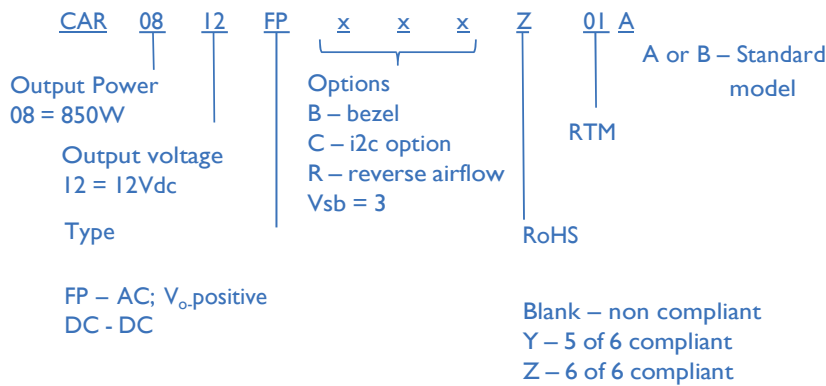 CAR 08 12 FP x x x Z 01 A
A or B – Standard
model
Output Power
08 = 850W
Options
B – bezel
C – i2c option
R – reverse airflow
Vsb = 3
RTM
Output voltage
12 = 12Vdc
Type
RoHS
FP – AC; Vo-positive
DC - DC
Blank – non compliant
Y – 5 of 6 compliant
Z – 6 of 6 compliant